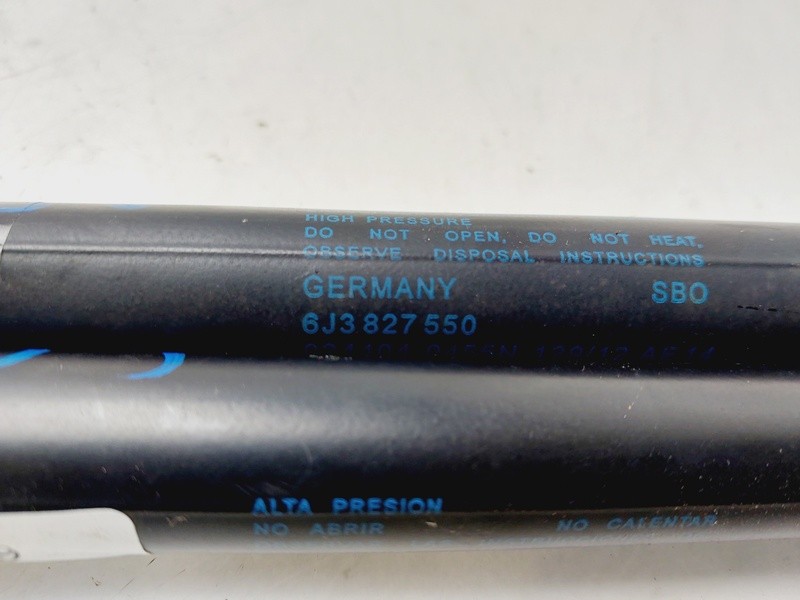 HIGH PRESSURE
DO NOT OPEN, DO NOT HEAT,
OBSERVE DISPOSAL INSTRUCTIONS
GERMANY SBO
6J3 827 550
ALTA PRESION
NO ABRIR NO CALENTAR